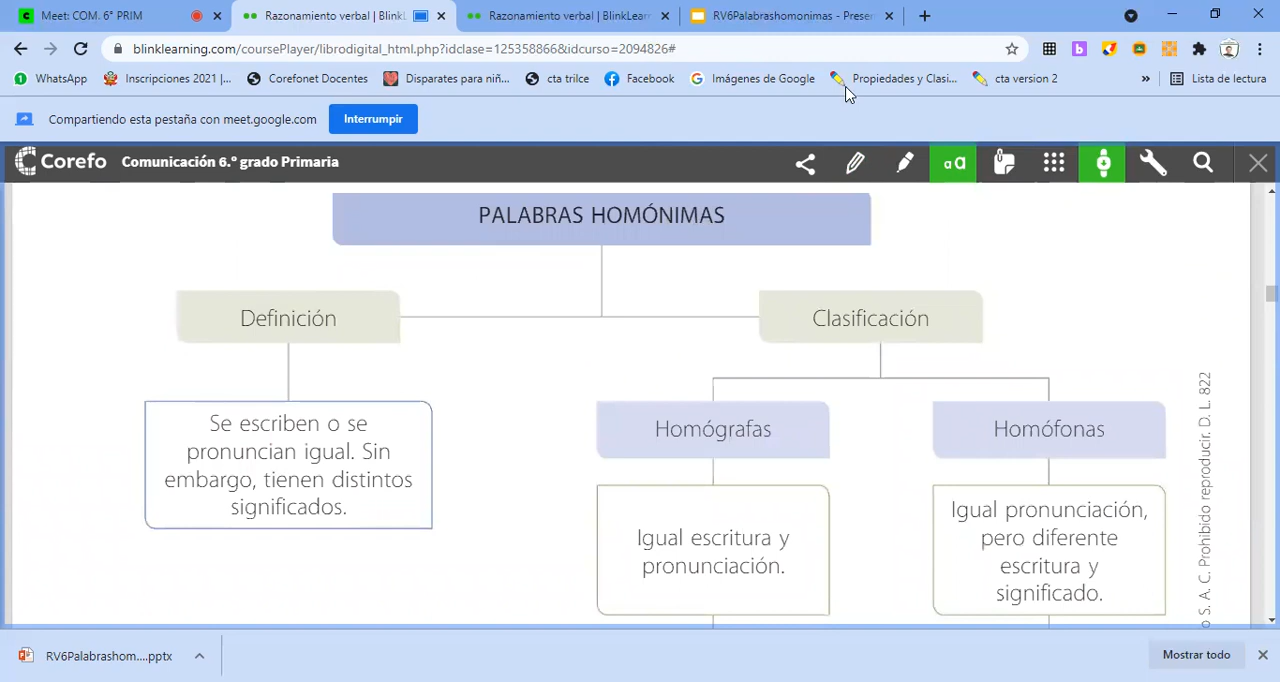 Meet: COM. 6° PRIM
Razonamiento verbal | Blink
Razonamiento verbal | BlinkLear
RV6Palabrashomonimas - Prese
blinklearning.com/coursePlayer/librodigital_html.php?idclase=125358866&idcurso=2094826#
WhatsApp
Inscripciones 2021 |...
Corefonet Docentes
Disparates para niñ...
cta trilce
Facebook
Imágenes de Google
Propiedades y Clasi...
cta version 2
»
Lista de lectura
Compartiendo esta pestaña con meet.google.com
Interrumpir
Corefo
Comunicación 6.º grado Primaria
aa
PALABRAS HOMÓNIMAS
Definición
Clasificación
Se escriben o se
pronuncian igual. Sin
embargo, tienen distintos
significados.
Homógrafas
Homófonas
Igual escritura y
pronunciación.
Igual pronunciación,
pero diferente
escritura y
significado.
o S. A. C. Prohibido reproducir. D. L. 822
RV6Palabrashom....pptx
Mostrar todo